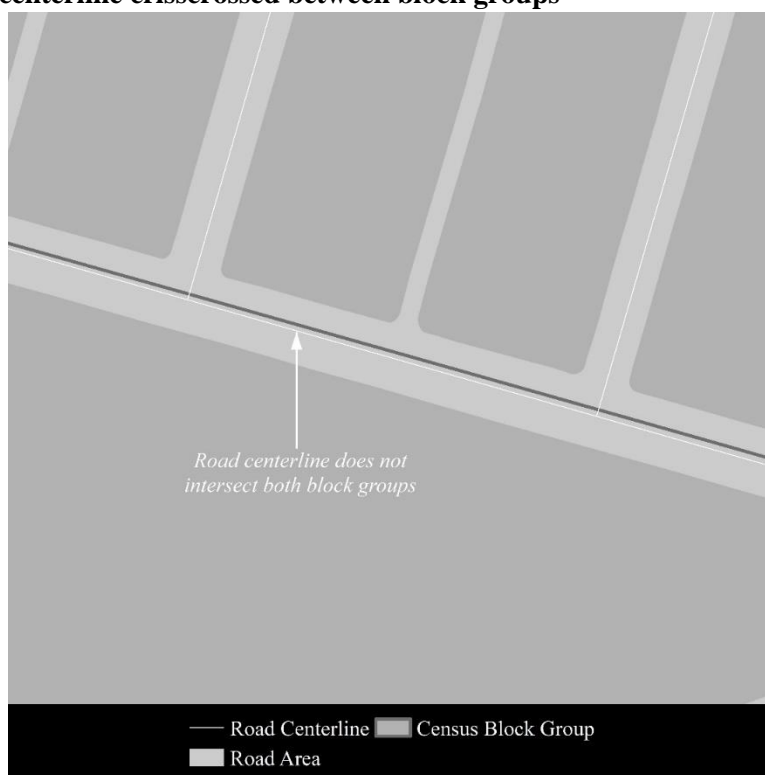 centerline crisscrossed between block groups
Road centerline does not
intersect both block groups
Road Centerline Census Block Group
Road Area